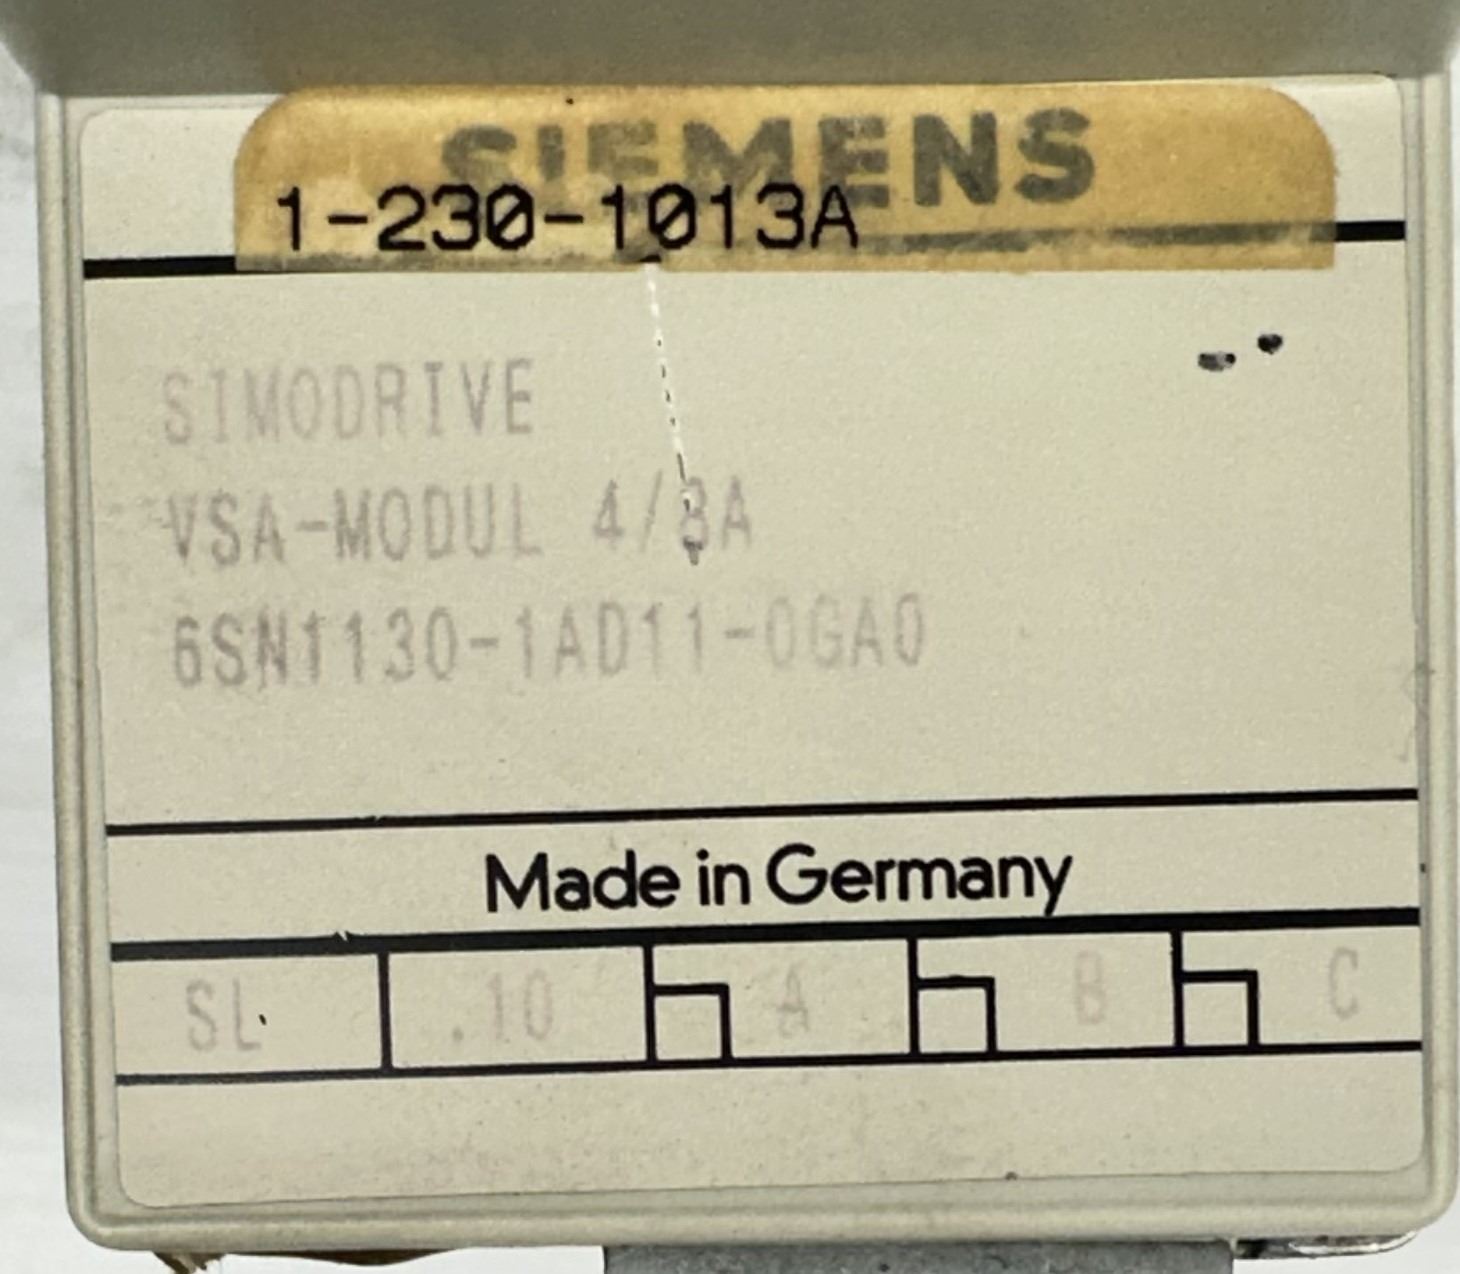 SIEMENS
1-230-1013A
SIMODRIVE
VSA-MODUL 4/8A
6SN1130-1AD11-0GA0
Made in Germany
SL .10 A B C